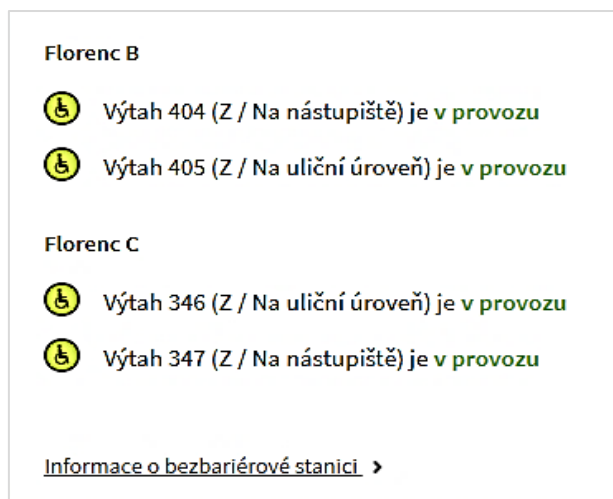 Florenc B
Výtah 404 (Z / Na nástupiště) je v provozu
Výtah 405 (Z / Na uliční úroveň) je v provozu
Florenc C
Výtah 346 (Z / Na uliční úroveň) je v provozu
Výtah 347 (Z / Na nástupiště) je v provozu
Informace o bezbariérové stanici